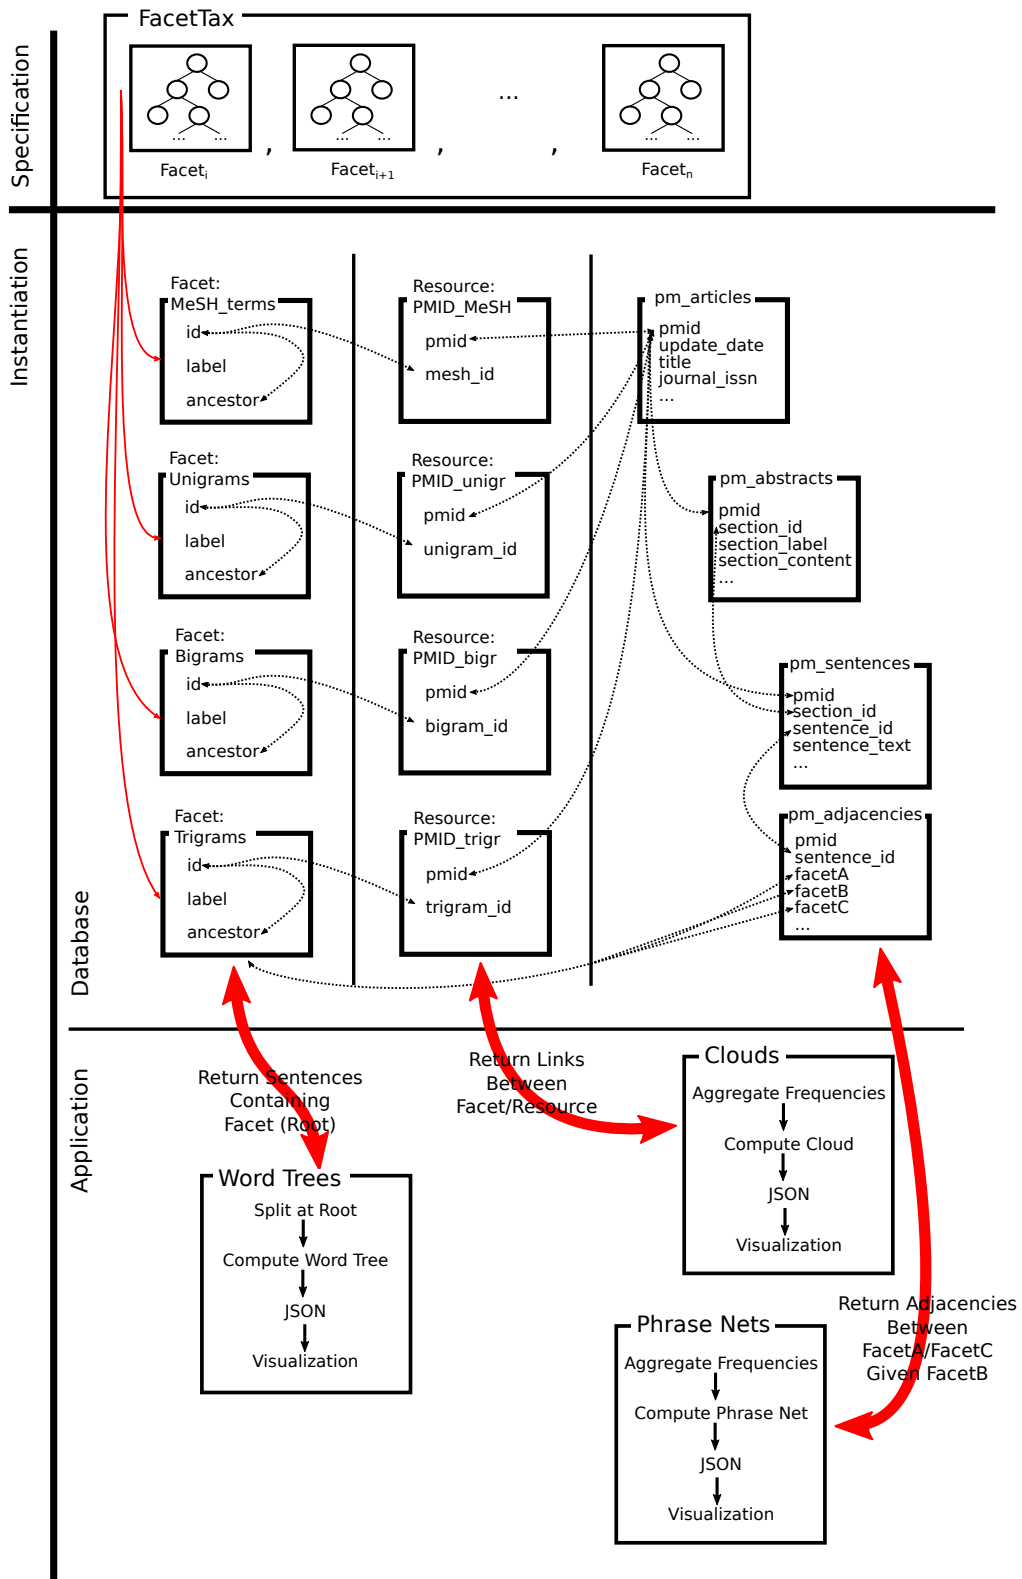 FacetTax
Specification
... ...
... ...
...
... ...
, , ,
Facet_i
Facet_i+1
Facet_n
Instantiation
Database
Facet:
MeSH_terms
id
label
ancestor
Resource:
PMID_MeSH
pmid
mesh_id
pm_articles
pmid
update_date
title
journal_issn
...
Facet:
Unigrams
id
label
ancestor
Resource:
PMID_unigr
pmid
unigram_id
pm_abstracts
pmid
section_id
section_label
section_content
...
Facet:
Bigrams
id
label
ancestor
Resource:
PMID_bigr
pmid
bigram_id
pm_sentences
pmid
section_id
sentence_id
sentence_text
...
Facet:
Trigrams
id
label
ancestor
Resource:
PMID_trigr
pmid
trigram_id
pm_adjacencies
pmid
sentence_id
facetA
facetB
facetC
...
Application
Return Sentences
Containing
Facet (Root)
Return Links
Between
Facet/Resource
Clouds
Aggregate Frequencies
Compute Cloud
JSON
Visualization
Word Trees
Split at Root
Compute Word Tree
JSON
Visualization
Return Adjacencies
Between
FacetA/FacetC
Given FacetB
Phrase Nets
Aggregate Frequencies
Compute Phrase Net
JSON
Visualization